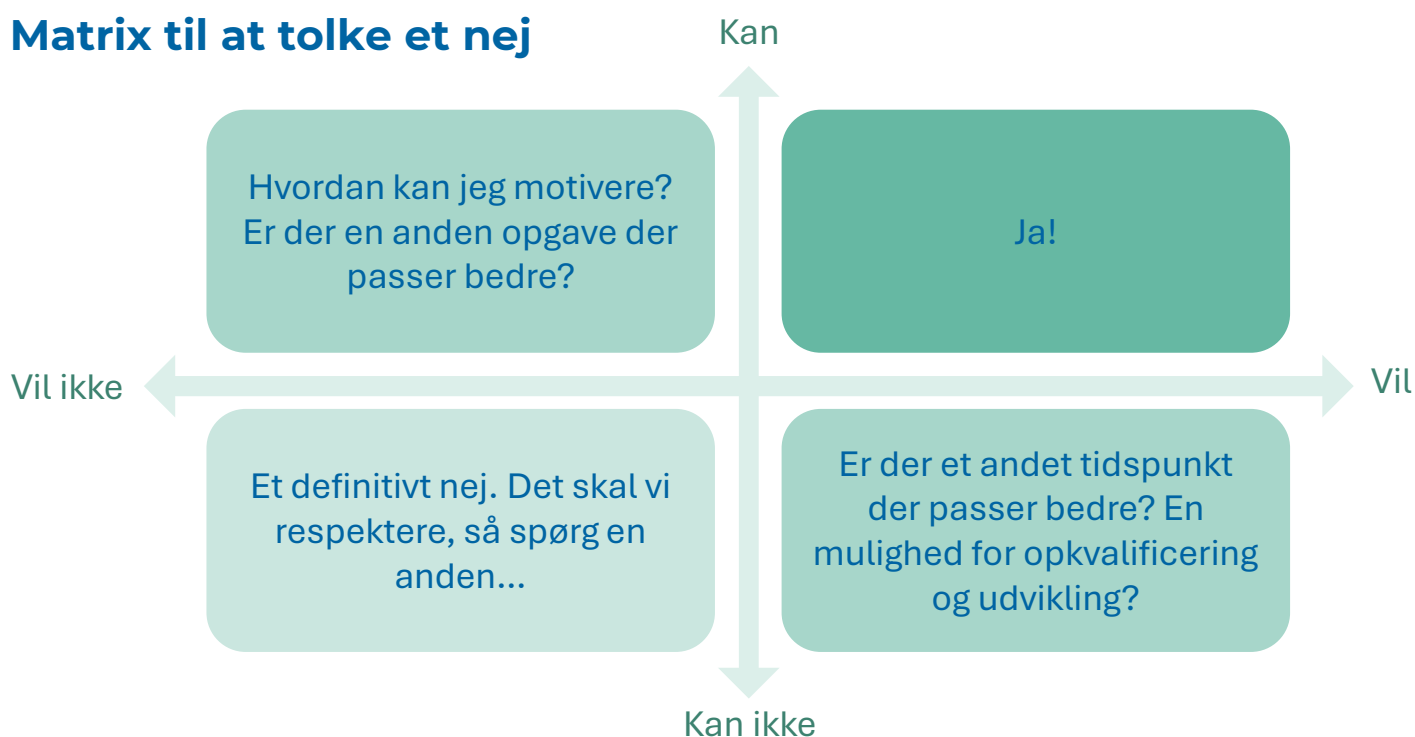 Matrix til at tolke et nej
Kan
Hvordan kan jeg motivere?
Er der en anden opgave der
passer bedre?
Ja!
Vil ikke
Vil
Et definitivt nej. Det skal vi
respektere, så spørg en
anden...
Er der et andet tidspunkt
der passer bedre? En
mulighed for opkvalificering
og udvikling?
Kan ikke